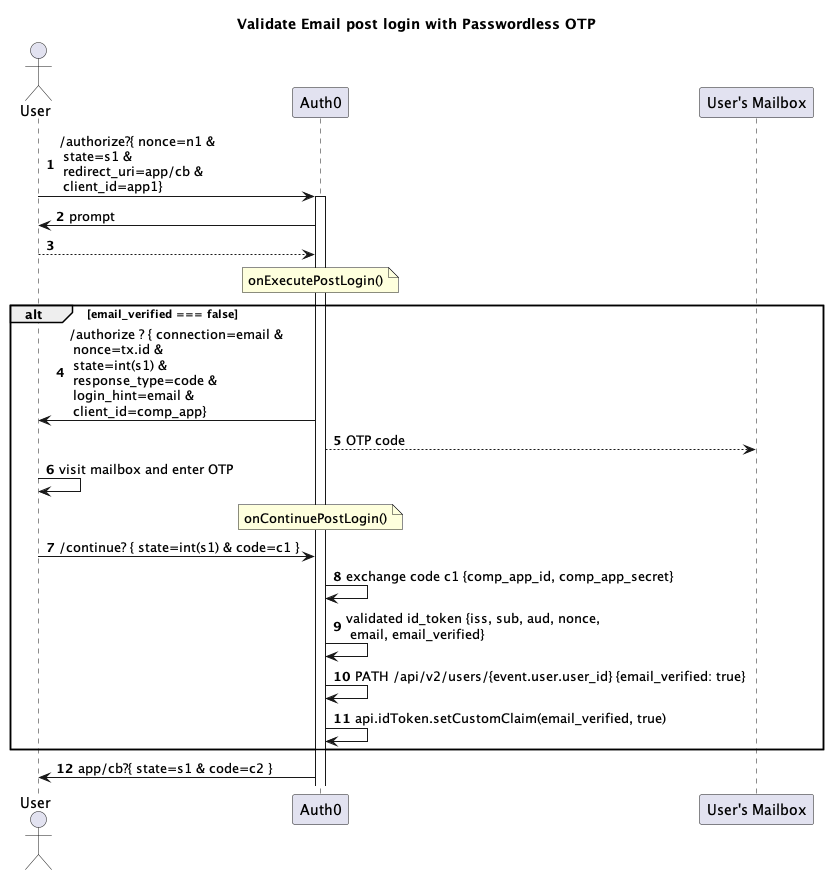 Validate Email post login with Passwordless OTP
User
Auth0
User's Mailbox
/authorize?{ nonce=n1 &
state=s1 &
1
redirect_uri=app/cb &
client_id=app1}
2 prompt
3
onExecutePostLogin()
alt [email_verified === false]
/authorize ? { connection=email &
nonce=tx.id &
state=int(s1) &
4
response_type=code &
login_hint=email &
client_id=comp_app}
5 OTP code
6 visit mailbox and enter OTP
onContinuePostLogin()
7 /continue? { state=int(s1) & code=c1 }
8 exchange code c1 {comp_app_id, comp_app_secret}
validated id_token {iss, sub, aud, nonce,
9
email, email_verified}
10 PATH /api/v2/users/{event.user.user_id} {email_verified: true}
11 api.idToken.setCustomClaim(email_verified, true)
12 app/cb?{ state=s1 & code=c2 }
User
Auth0
User's Mailbox